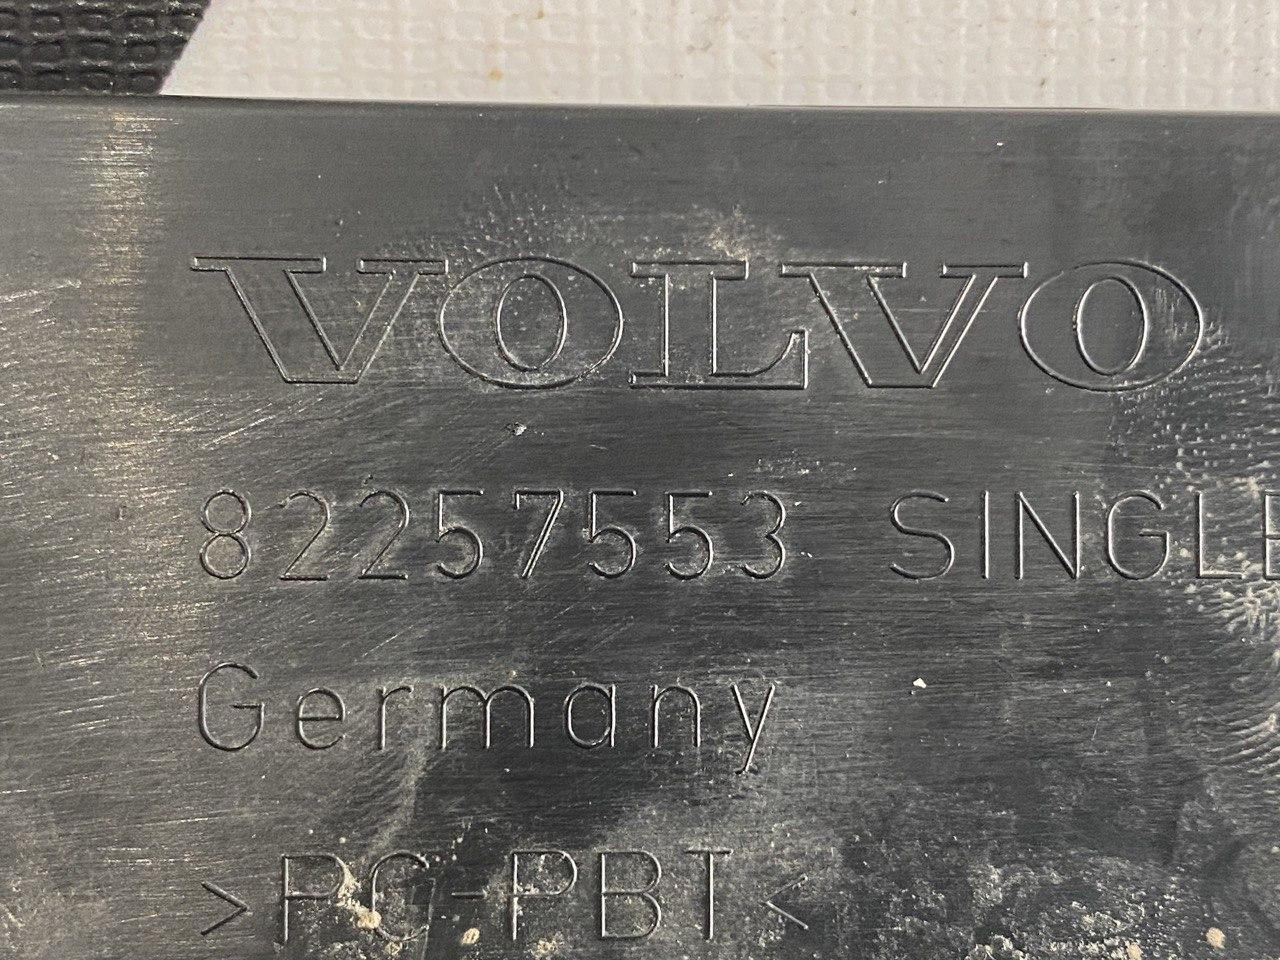 VOLVO
82257553 SINGLE
Germany
>PC-PBT<